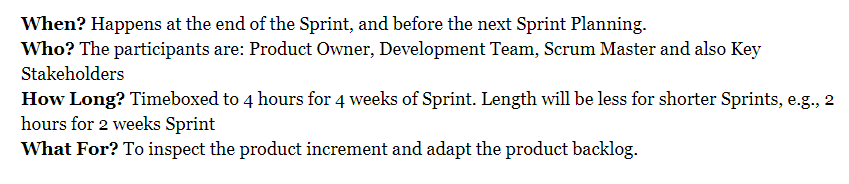 When? Happens at the end of the Sprint, and before the next Sprint Planning.
Who? The participants are: Product Owner, Development Team, Scrum Master and also Key
Stakeholders
How Long? Timeboxed to 4 hours for 4 weeks of Sprint. Length will be less for shorter Sprints, e.g., 2
hours for 2 weeks Sprint
What For? To inspect the product increment and adapt the product backlog.